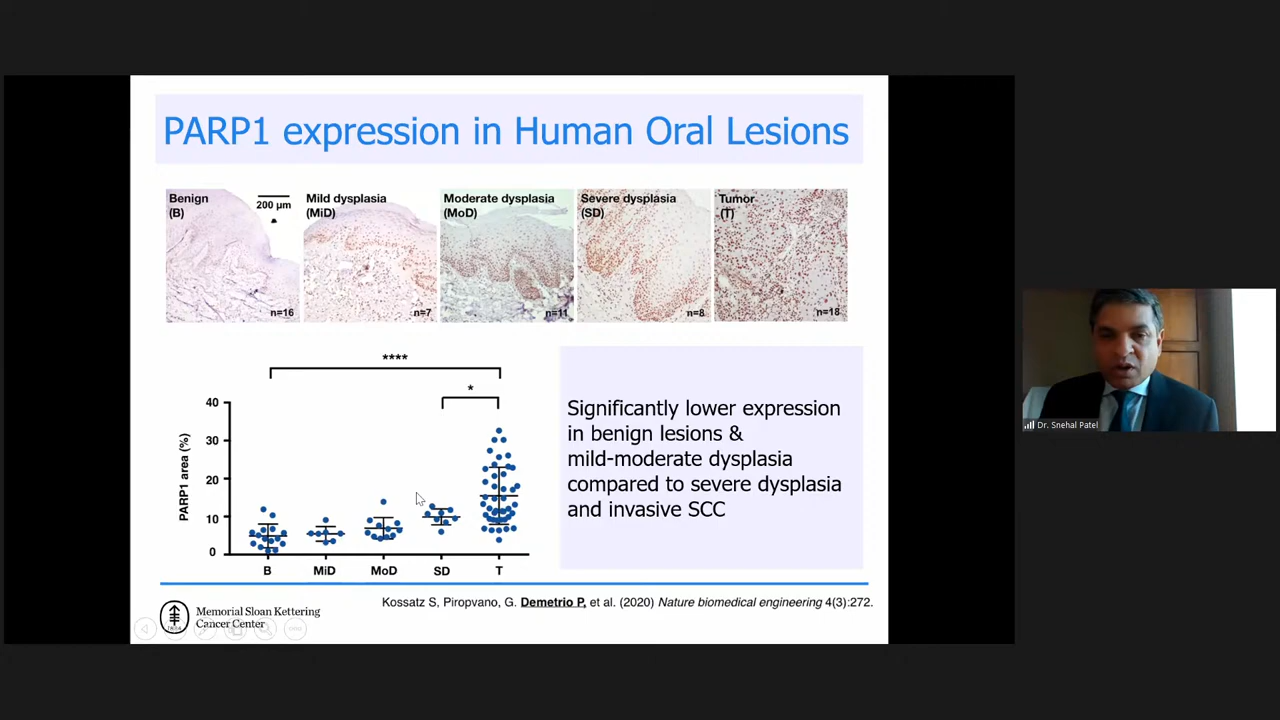 PARP1 expression in Human Oral Lesions
Benign
(B)
200 µm
n=16
Mild dysplasia
(MiD)
n=7
Moderate dysplasia
(MoD)
n=11
Severe dysplasia
(SD)
n=8
Tumor
(T)
n=18
****
*
PARP1 area (%)
40
30
20
10
0
B MiD MoD SD T
Significantly lower expression
in benign lesions &
mild-moderate dysplasia
compared to severe dysplasia
and invasive SCC
Kossatz S, Piropvano, G. Demetrio P, et al. (2020) Nature biomedical engineering 4(3):272.
Memorial Sloan Kettering
Cancer Center
Dr. Snehal Patel